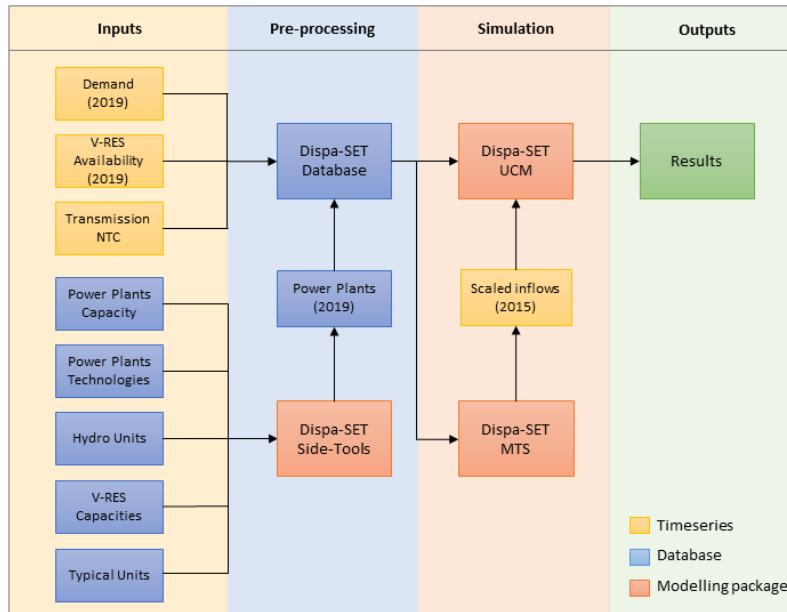 Inputs
Pre-processing
Simulation
Outputs
Demand
(2019)
V-RES
Availability
(2019)
Transmission
NTC
Power Plants
Capacity
Power Plants
Technologies
Hydro Units
V-RES
Capacities
Typical Units
Dispa-SET
Database
Power Plants
(2019)
Dispa-SET
Side-Tools
Dispa-SET
UCM
Scaled inflows
(2015)
Dispa-SET
MTS
Results
Timeseries
Database
Modelling package